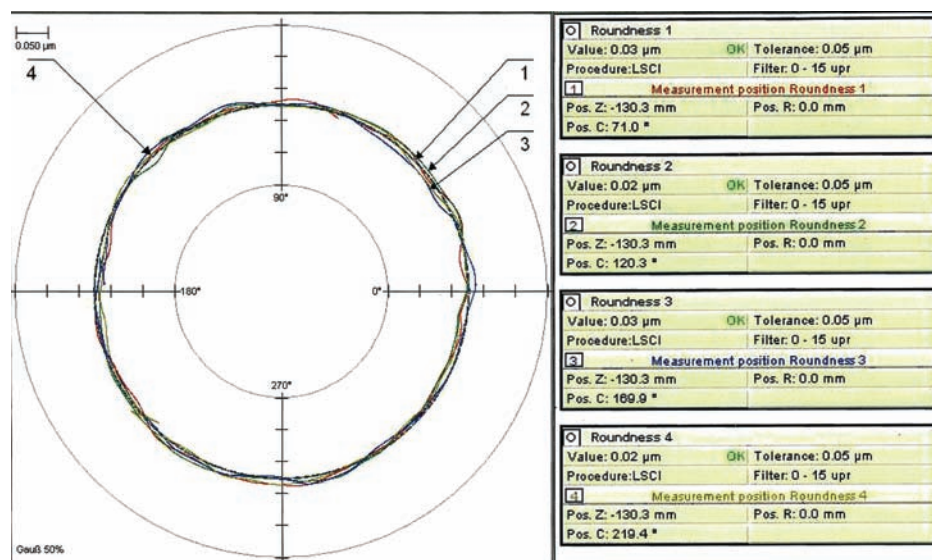 0.050 µm
4
1
2
3
90°
180°
0°
270°
Gauß 50%
Roundness 1
Value: 0.03 µm OK Tolerance: 0.05 µm
Procedure:LSCI Filter: 0 - 15 upr
1 Measurement position Roundness 1
Pos. Z: -130.3 mm Pos. R: 0.0 mm
Pos. C: 71.0 °
Roundness 2
Value: 0.02 µm OK Tolerance: 0.05 µm
Procedure:LSCI Filter: 0 - 15 upr
2 Measurement position Roundness 2
Pos. Z: -130.3 mm Pos. R: 0.0 mm
Pos. C: 120.3 °
Roundness 3
Value: 0.03 µm OK Tolerance: 0.05 µm
Procedure:LSCI Filter: 0 - 15 upr
3 Measurement position Roundness 3
Pos. Z: -130.3 mm Pos. R: 0.0 mm
Pos. C: 169.9 °
Roundness 4
Value: 0.02 µm OK Tolerance: 0.05 µm
Procedure:LSCI Filter: 0 - 15 upr
4 Measurement position Roundness 4
Pos. Z: -130.3 mm Pos. R: 0.0 mm
Pos. C: 219.4 °